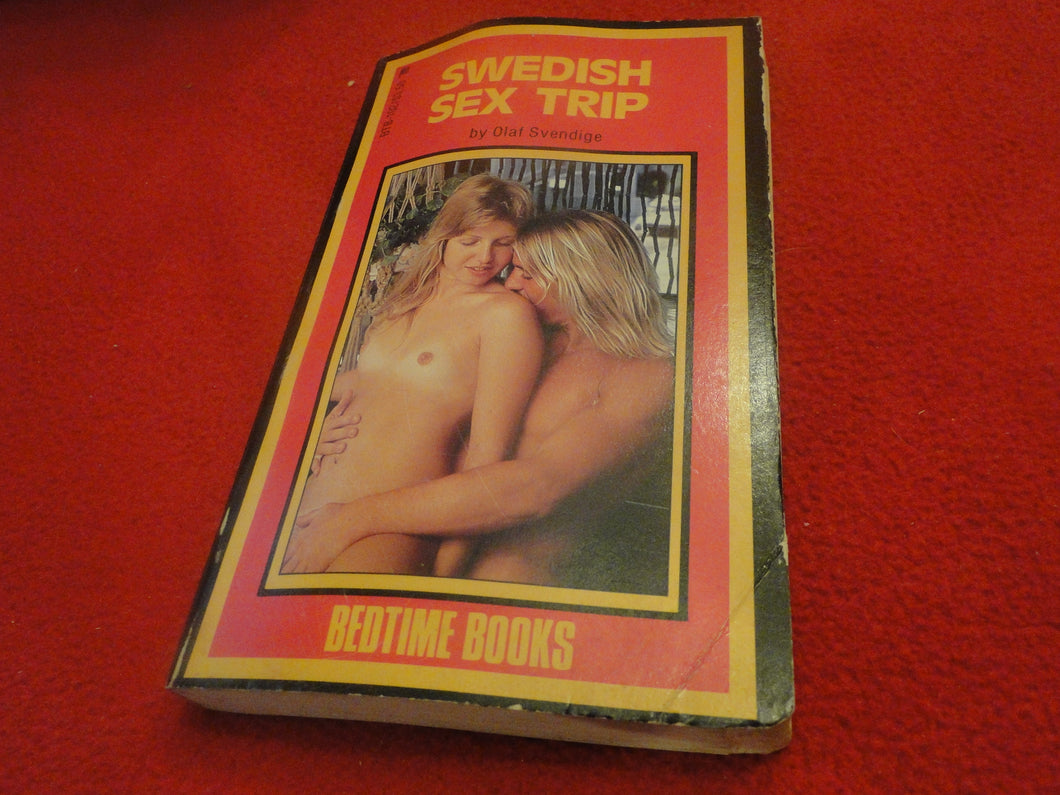 SWEDISH
SEX TRIP
by Olaf Svendige
BEDTIME BOOKS